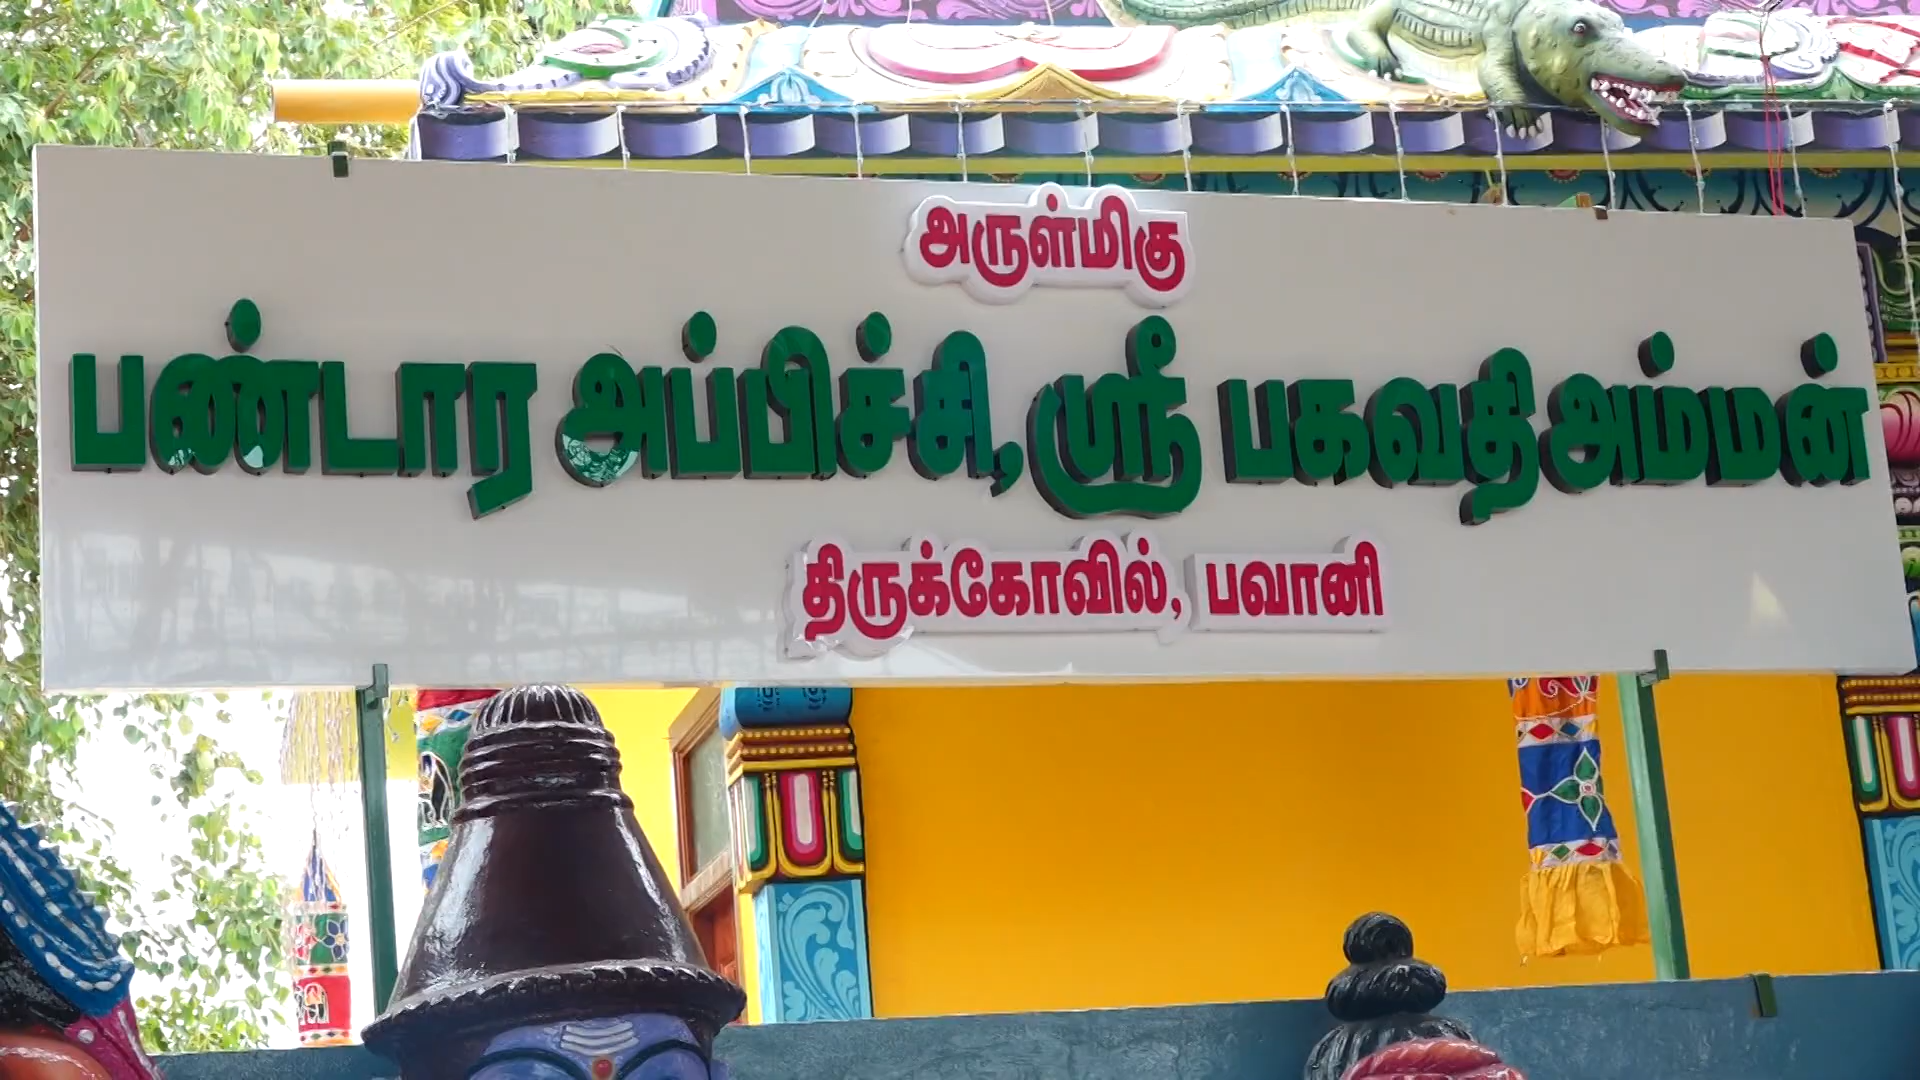 அருள்மிகு
பண்டார அப்பிச்சி, ஸ்ரீ பகவதி அம்மன்
திருக்கோவில், பவானி